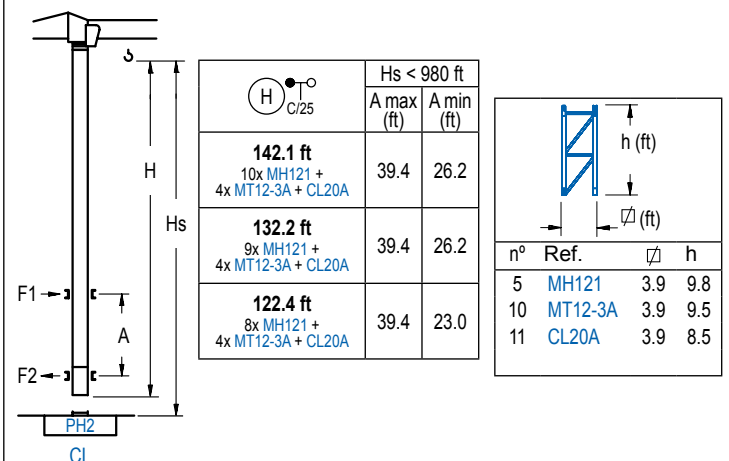 H
Hs
F1
A
F2
PH2
CI
H C/25
Hs < 980 ft
A max (ft)
A min (ft)
142.1 ft
10x MH121 +
4x MT12-3A + CL20A
39.4 26.2
132.2 ft
9x MH121 +
4x MT12-3A + CL20A
39.4 26.2
122.4 ft
8x MH121 +
4x MT12-3A + CL20A
39.4 23.0
h (ft)
(ft)
nº Ref. h
5 MH121 3.9 9.8
10 MT12-3A 3.9 9.5
11 CL20A 3.9 8.5